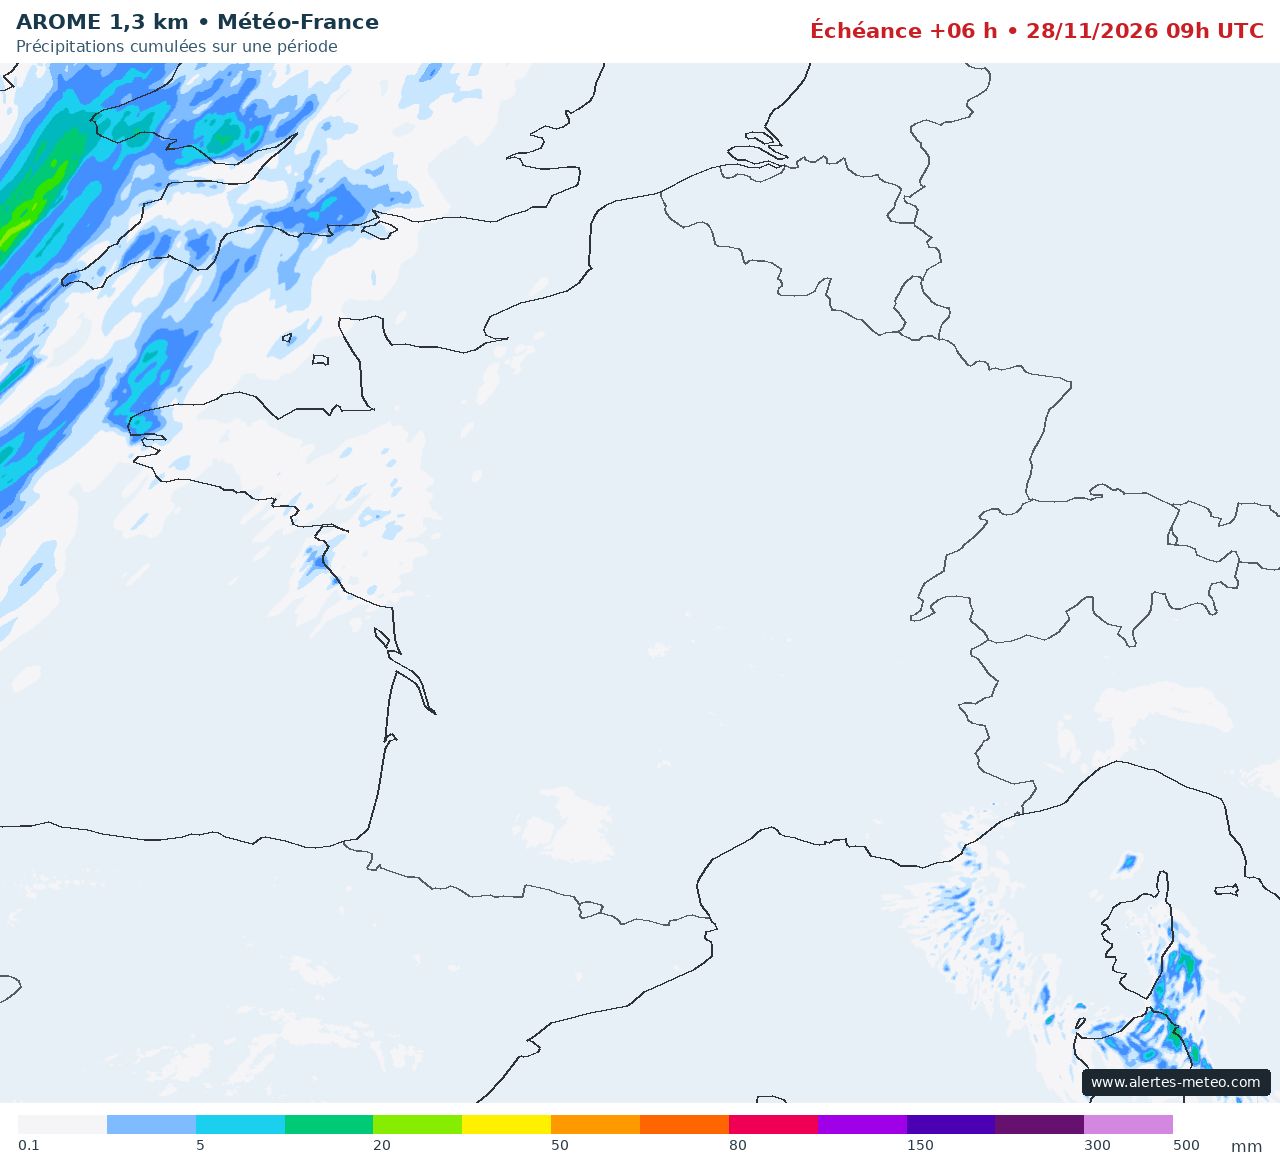 AROME 1,3 km • Météo-France
Précipitations cumulées sur une période
Échéance +06 h • 28/11/2026 09h UTC
www.alertes-meteo.com
0.1 5 20 50 80 150 300 500 mm